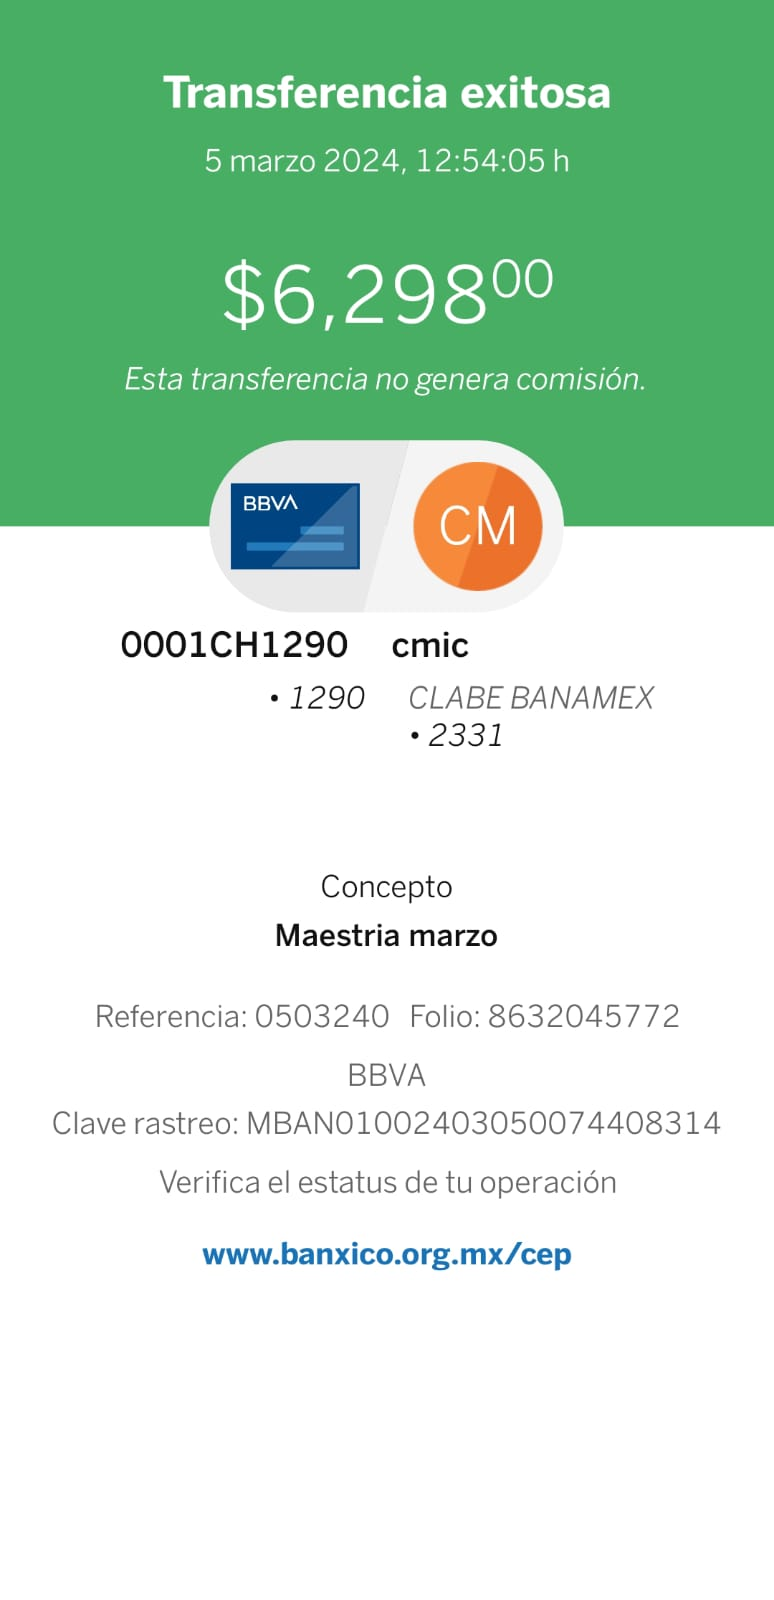 Transferencia exitosa
5 marzo 2024, 12:54:05 h
$6,29800
Esta transferencia no genera comisión.
BBVA
CM
0001CH1290
• 1290
cmic
CLABE BANAMEX
• 2331
Concepto
Maestria marzo
Referencia: 0503240 Folio: 8632045772
BBVA
Clave rastreo: MBAN01002403050074408314
Verifica el estatus de tu operación
www.banxico.org.mx/cep